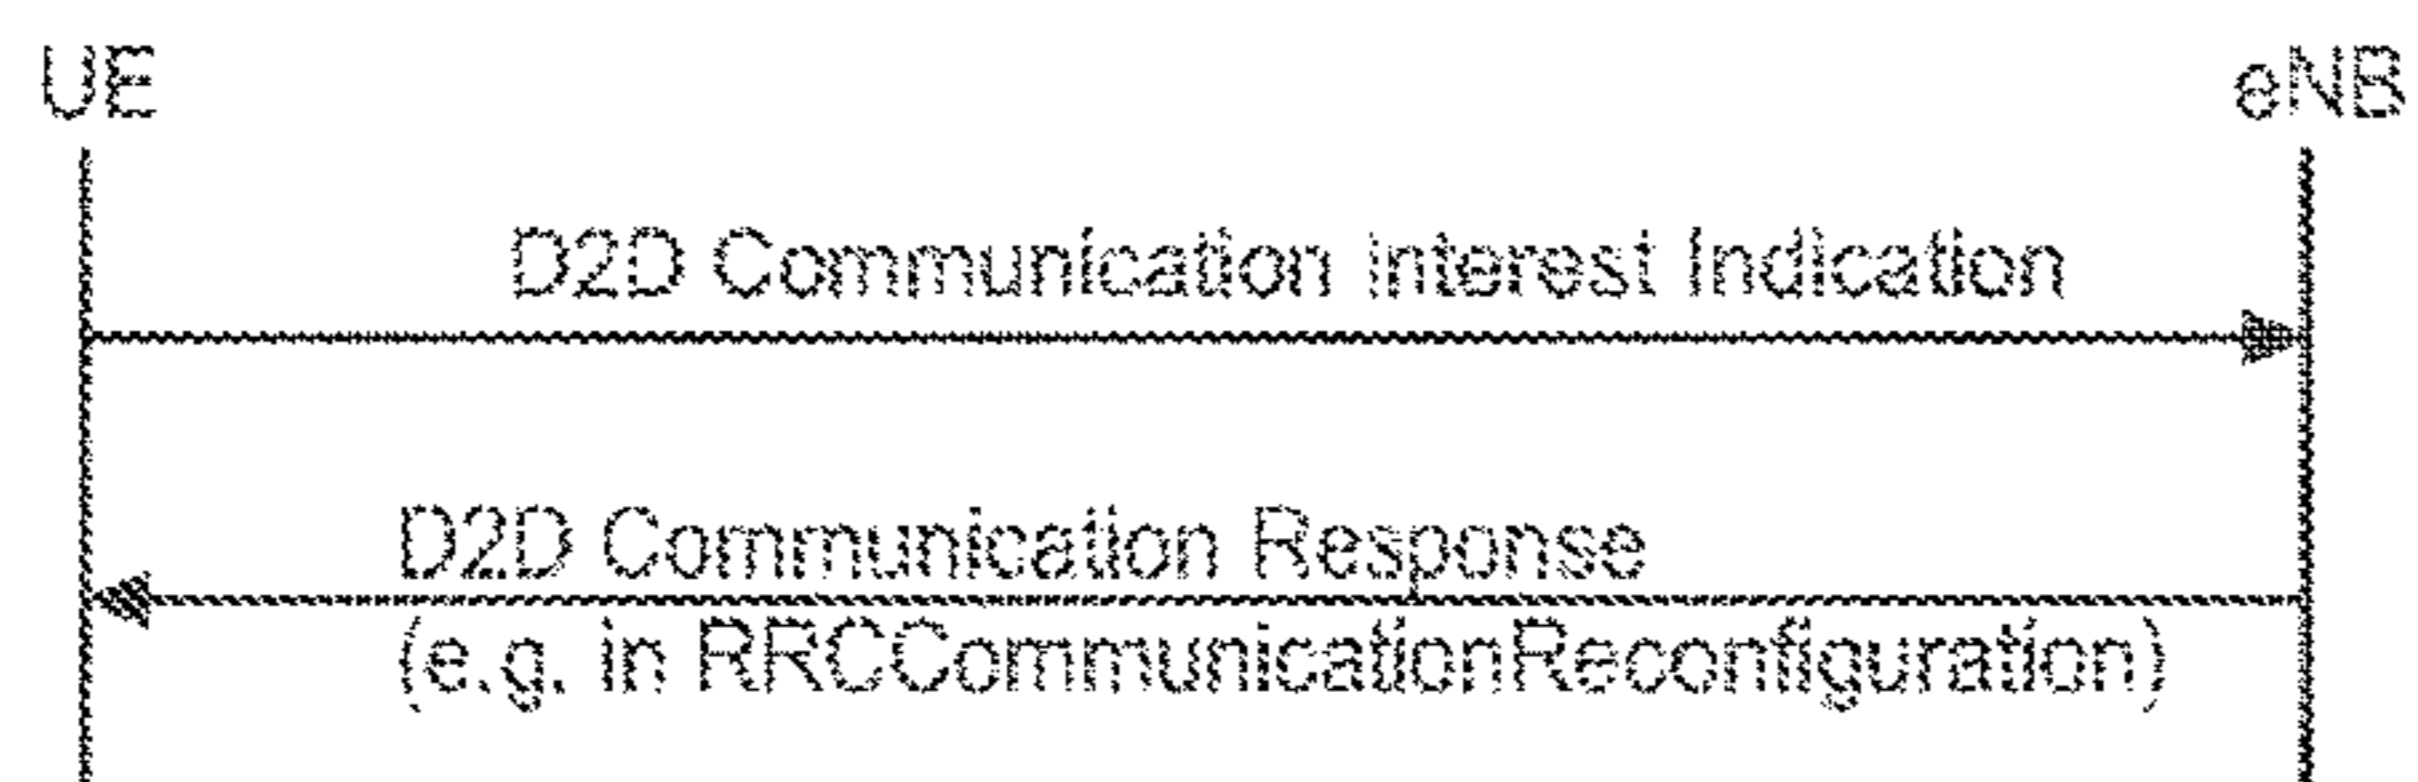 UE eNB
D2D Communication Interest Indication
D2D Communication Response
(e.g. in RRCCommunicationReconfiguration)